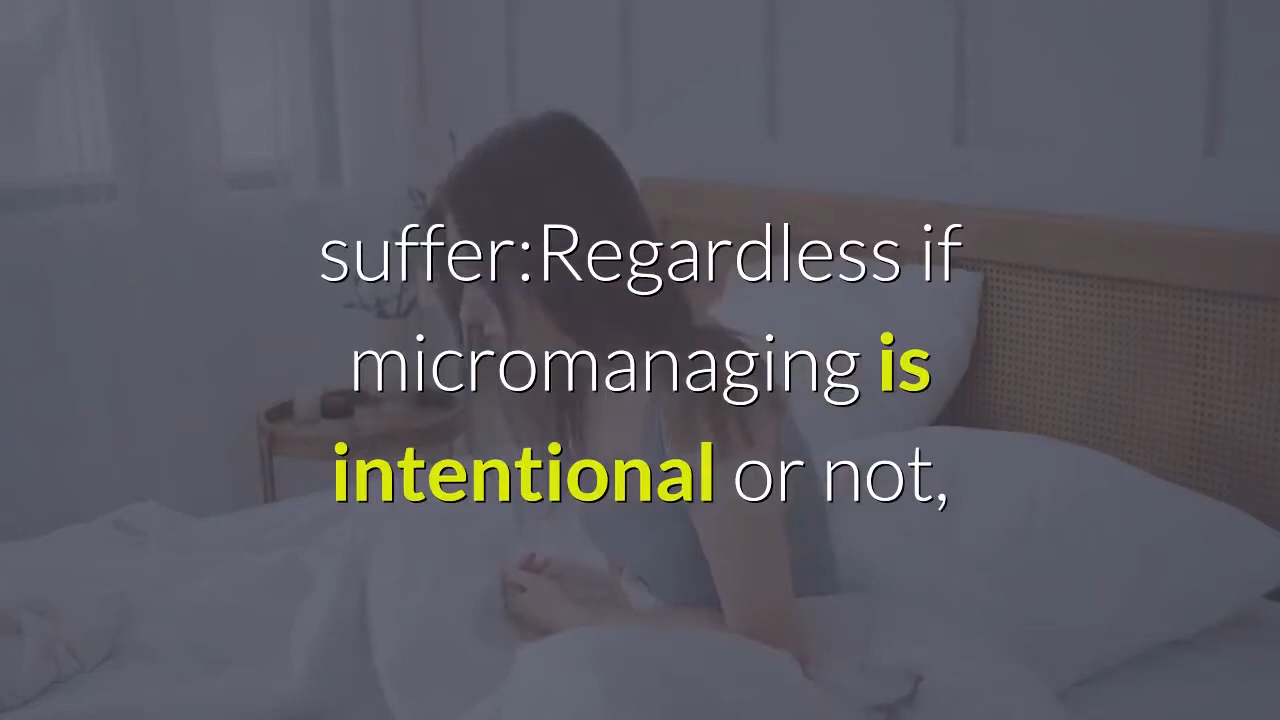 suffer:Regardless if
micromanaging is
intentional or not,